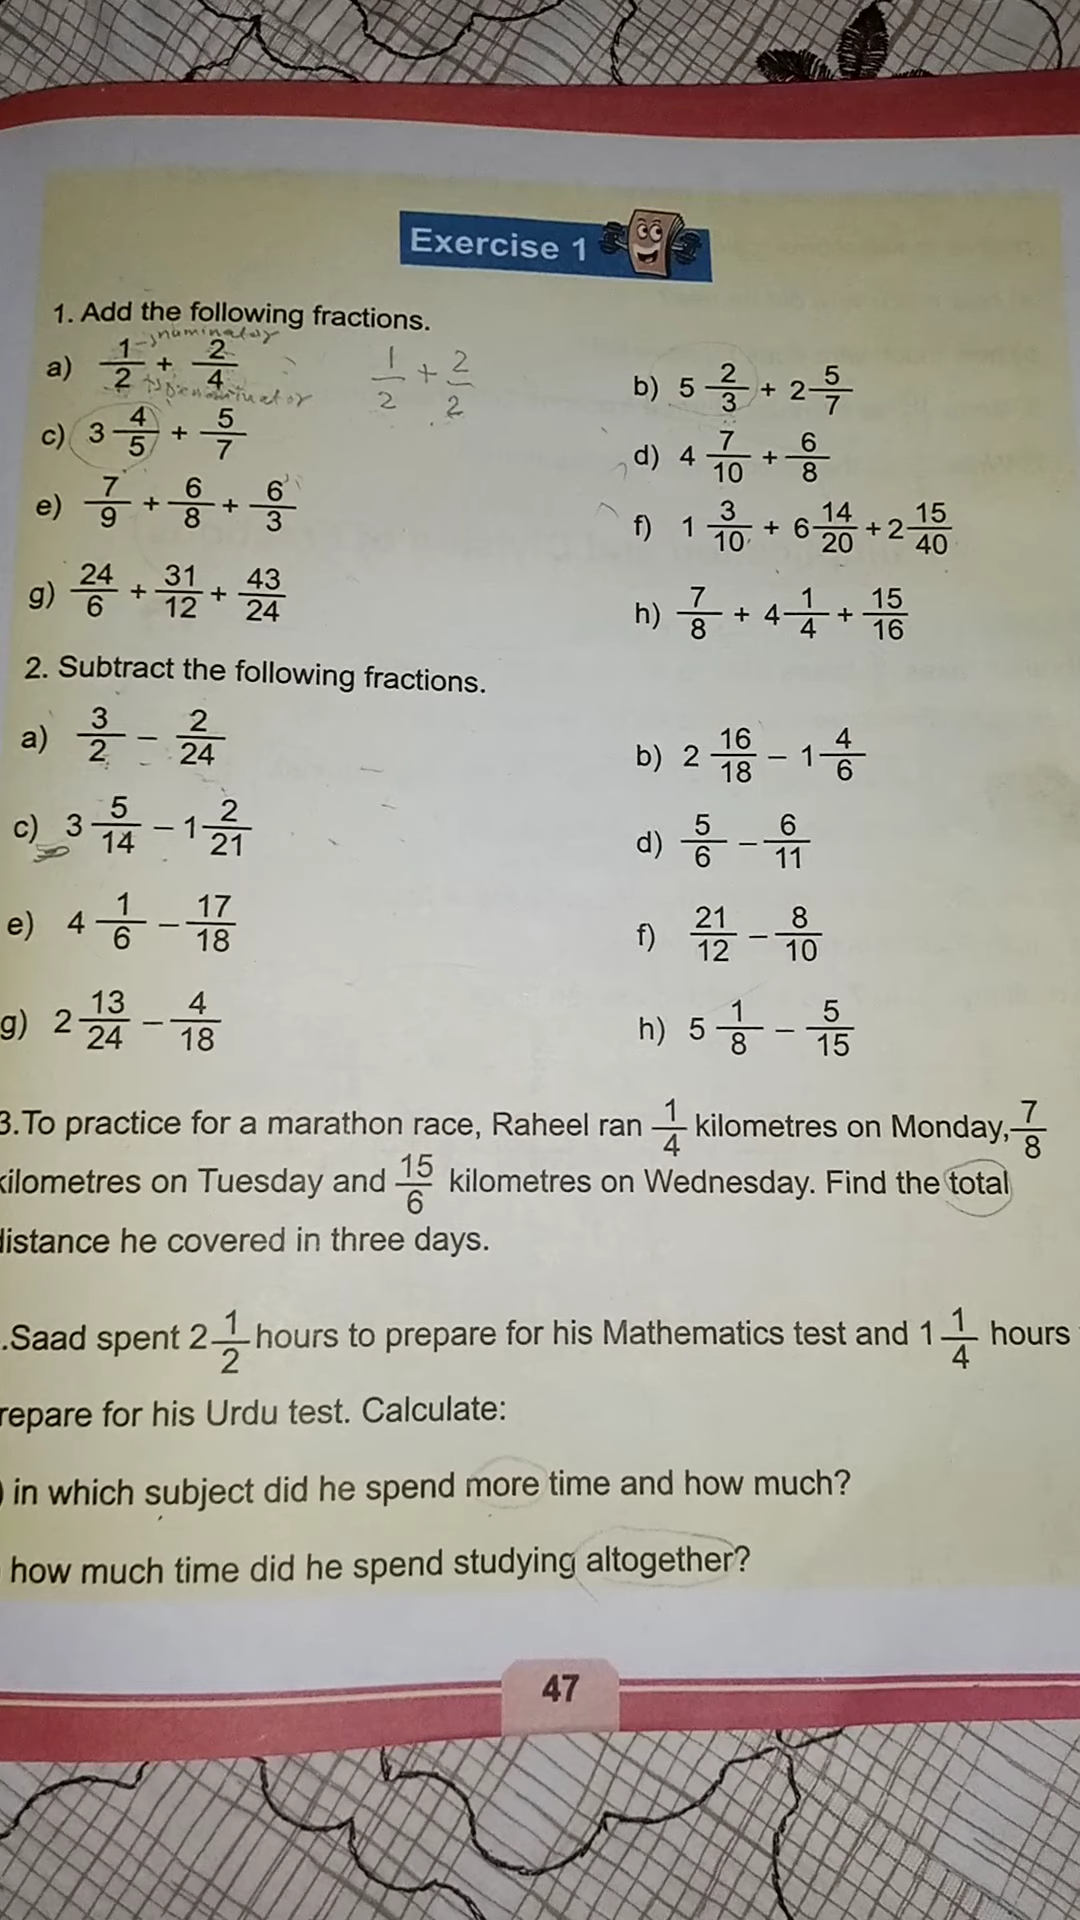 Exercise 1
1. Add the following fractions.
numinator
a) 1/2 + 2/4
1/2 + 2/2
b) 5 2/3 + 2 5/7
c) 3 4/5 + 5/7
d) 4 7/10 + 6/8
e) 7/9 + 6/8 + 6/3
f) 1 3/10 + 6 14/20 + 2 15/40
g) 24/6 + 31/12 + 43/24
h) 7/8 + 4 1/4 + 15/16
2. Subtract the following fractions.
a) 3/2 − 2/24
b) 2 16/18 − 1 4/6
c) 3 5/14 − 1 2/21
d) 5/6 − 6/11
e) 4 1/6 − 17/18
f) 21/12 − 8/10
g) 2 13/24 − 4/18
h) 5 1/8 − 5/15
3.To practice for a marathon race, Raheel ran 1/4 kilometres on Monday, 7/8
kilometres on Tuesday and 15/6 kilometres on Wednesday. Find the total
distance he covered in three days.
.Saad spent 2 1/2 hours to prepare for his Mathematics test and 1 1/4 hours
repare for his Urdu test. Calculate:
) in which subject did he spend more time and how much?
how much time did he spend studying altogether?
47